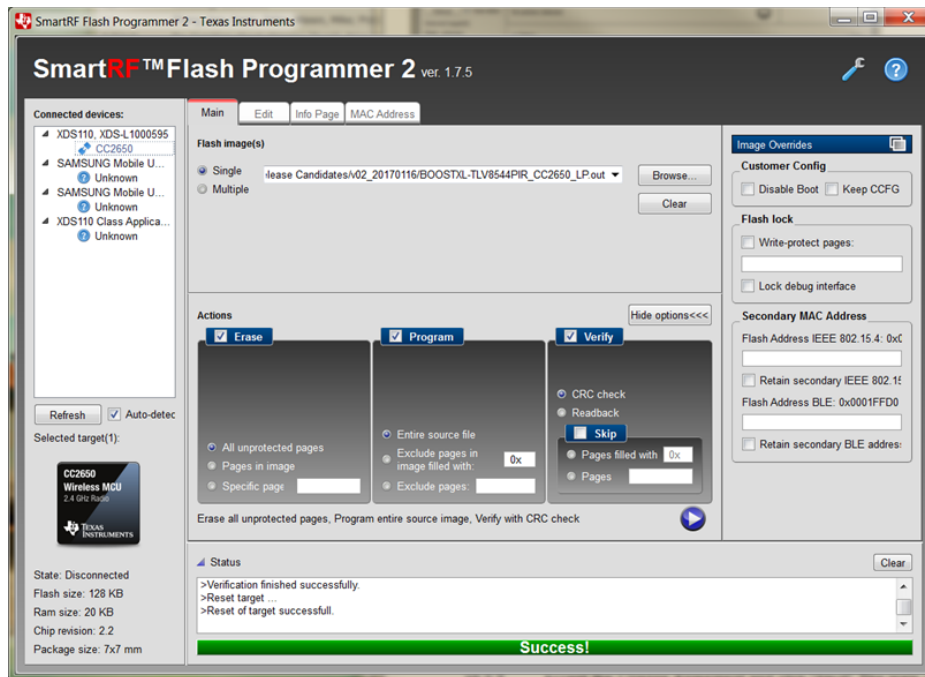 SmartRF Flash Programmer 2 - Texas Instruments
SmartRF™Flash Programmer 2 ver. 1.7.5
Connected devices:
XDS110, XDS-L1000595
CC2650
SAMSUNG Mobile U...
Unknown
SAMSUNG Mobile U...
Unknown
XDS110 Class Applica...
Unknown
Refresh
Auto-detec
Selected target(1):
CC2650
Wireless MCU
2.4 GHz Radio
TEXAS
INSTRUMENTS
State: Disconnected
Flash size: 128 KB
Ram size: 20 KB
Chip revision: 2.2
Package size: 7x7 mm
Main Edit Info Page MAC Address
Flash image(s)
Single lease Candidates/v02_20170116/BOOSTXL-TLV8544PIR_CC2650_LP.out Browse...
Multiple
Clear
Actions
Hide options<<<
Erase
All unprotected pages
Pages in image
Specific page
Program
Entire source file
Exclude pages in
image filled with: 0x
Exclude pages:
Verify
CRC check
Readback
Skip
Pages filled with 0x
Pages
Erase all unprotected pages, Program entire source image, Verify with CRC check
Image Overrides
Customer Config
Disable Boot Keep CCFG
Flash lock
Write-protect pages:
Lock debug interface
Secondary MAC Address
Flash Address IEEE 802.15.4: 0x
Retain secondary IEEE 802.15
Flash Address BLE: 0x0001FFD0
Retain secondary BLE address
Status
Clear
>Verification finished successfully.
>Reset target ...
>Reset of target successfull.
Success!